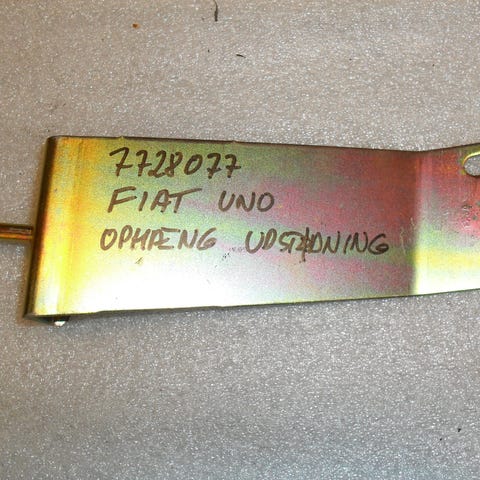 7728077
FIAT UNO
OPHÆNG UDSTØDNING